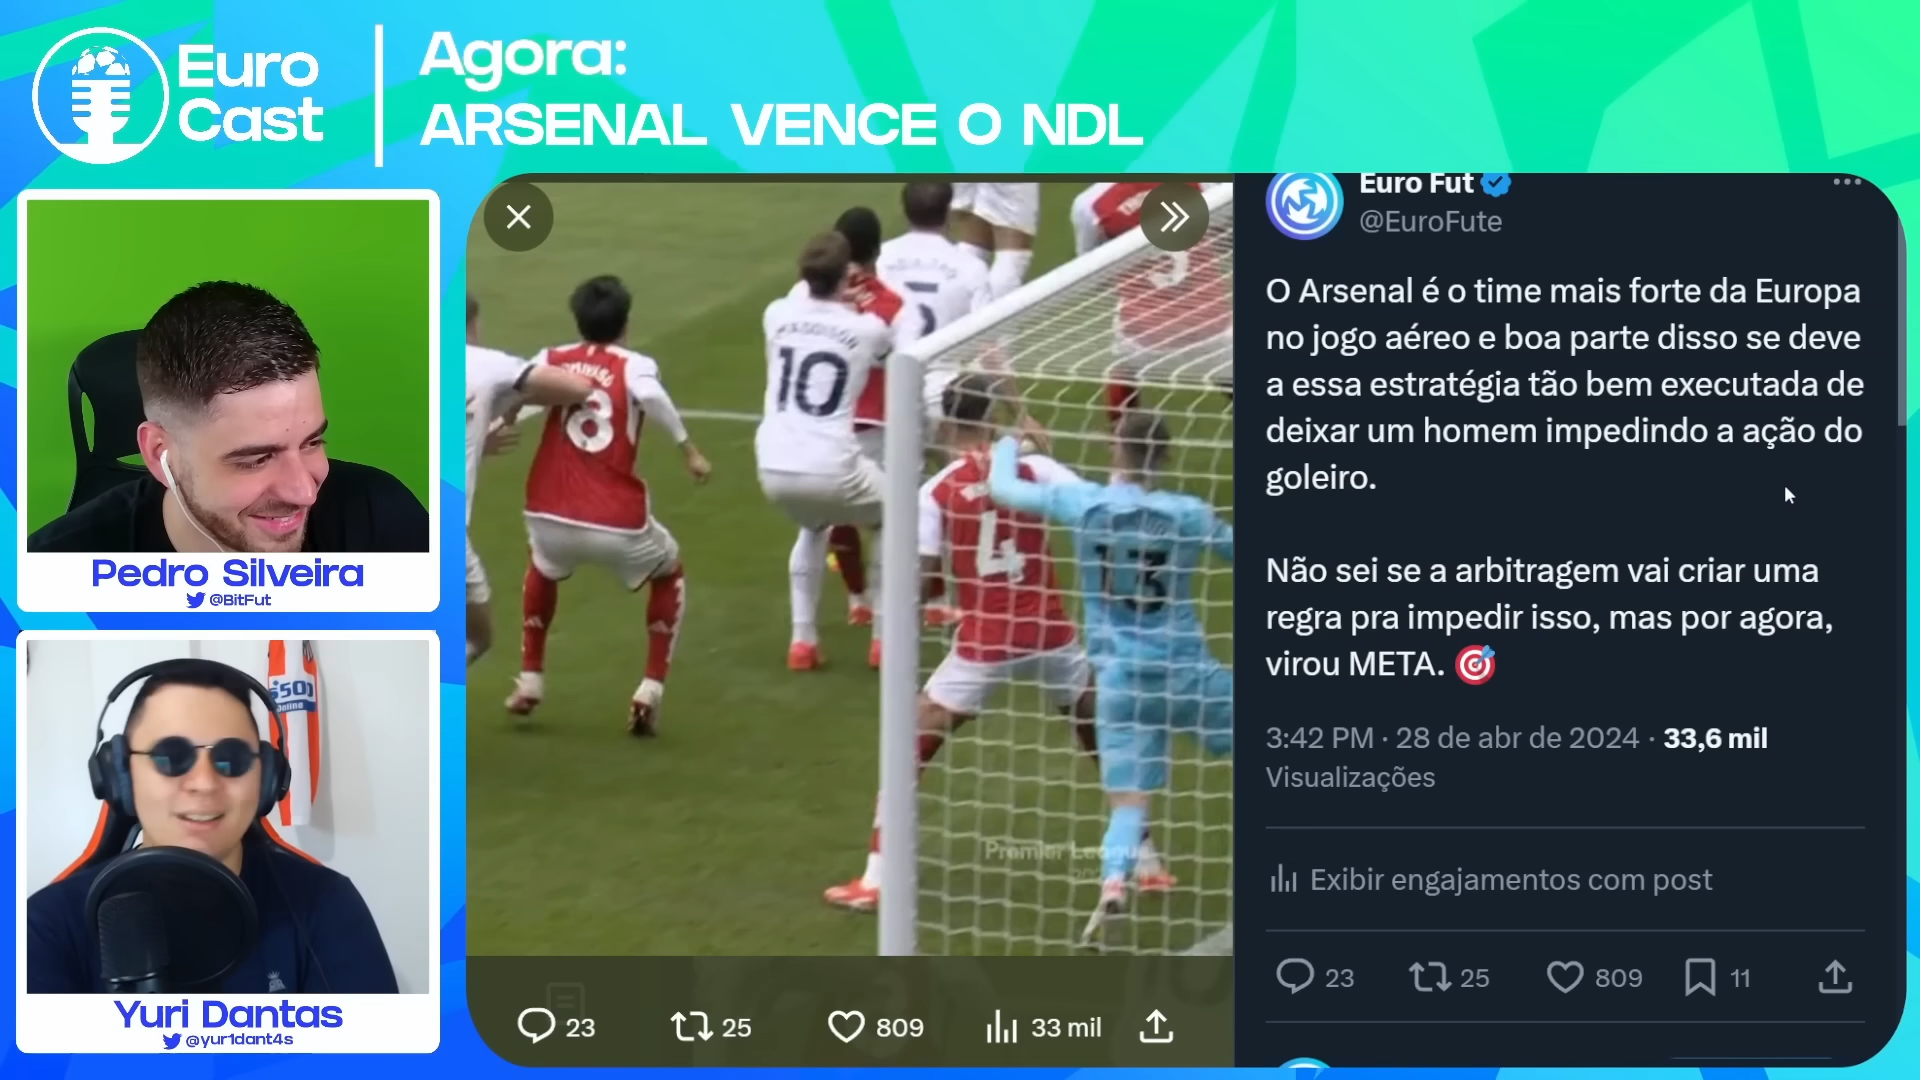 Euro
Cast
Agora:
ARSENAL VENCE O NDL
Pedro Silveira
@BitFut
Yuri Dantas
@yur1dant4s
10
8
4
13
Premier League
23
25
809
33 mil
Euro Fut
@EuroFute
O Arsenal é o time mais forte da Europa
no jogo aéreo e boa parte disso se deve
a essa estratégia tão bem executada de
deixar um homem impedindo a ação do
goleiro.
Não sei se a arbitragem vai criar uma
regra pra impedir isso, mas por agora,
virou META. 🎯
3:42 PM · 28 de abr de 2024 · 33,6 mil
Visualizações
Exibir engajamentos com post
23
25
809
11